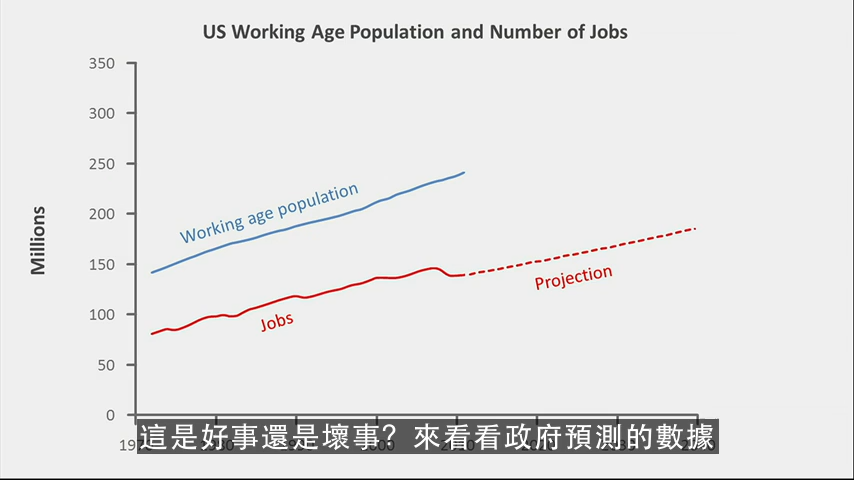 US Working Age Population and Number of Jobs
350
300
250
200
150
100
50
0
Millions
Working age population
Jobs
Projection
這是好事還是壞事? 來看看政府預測的數據